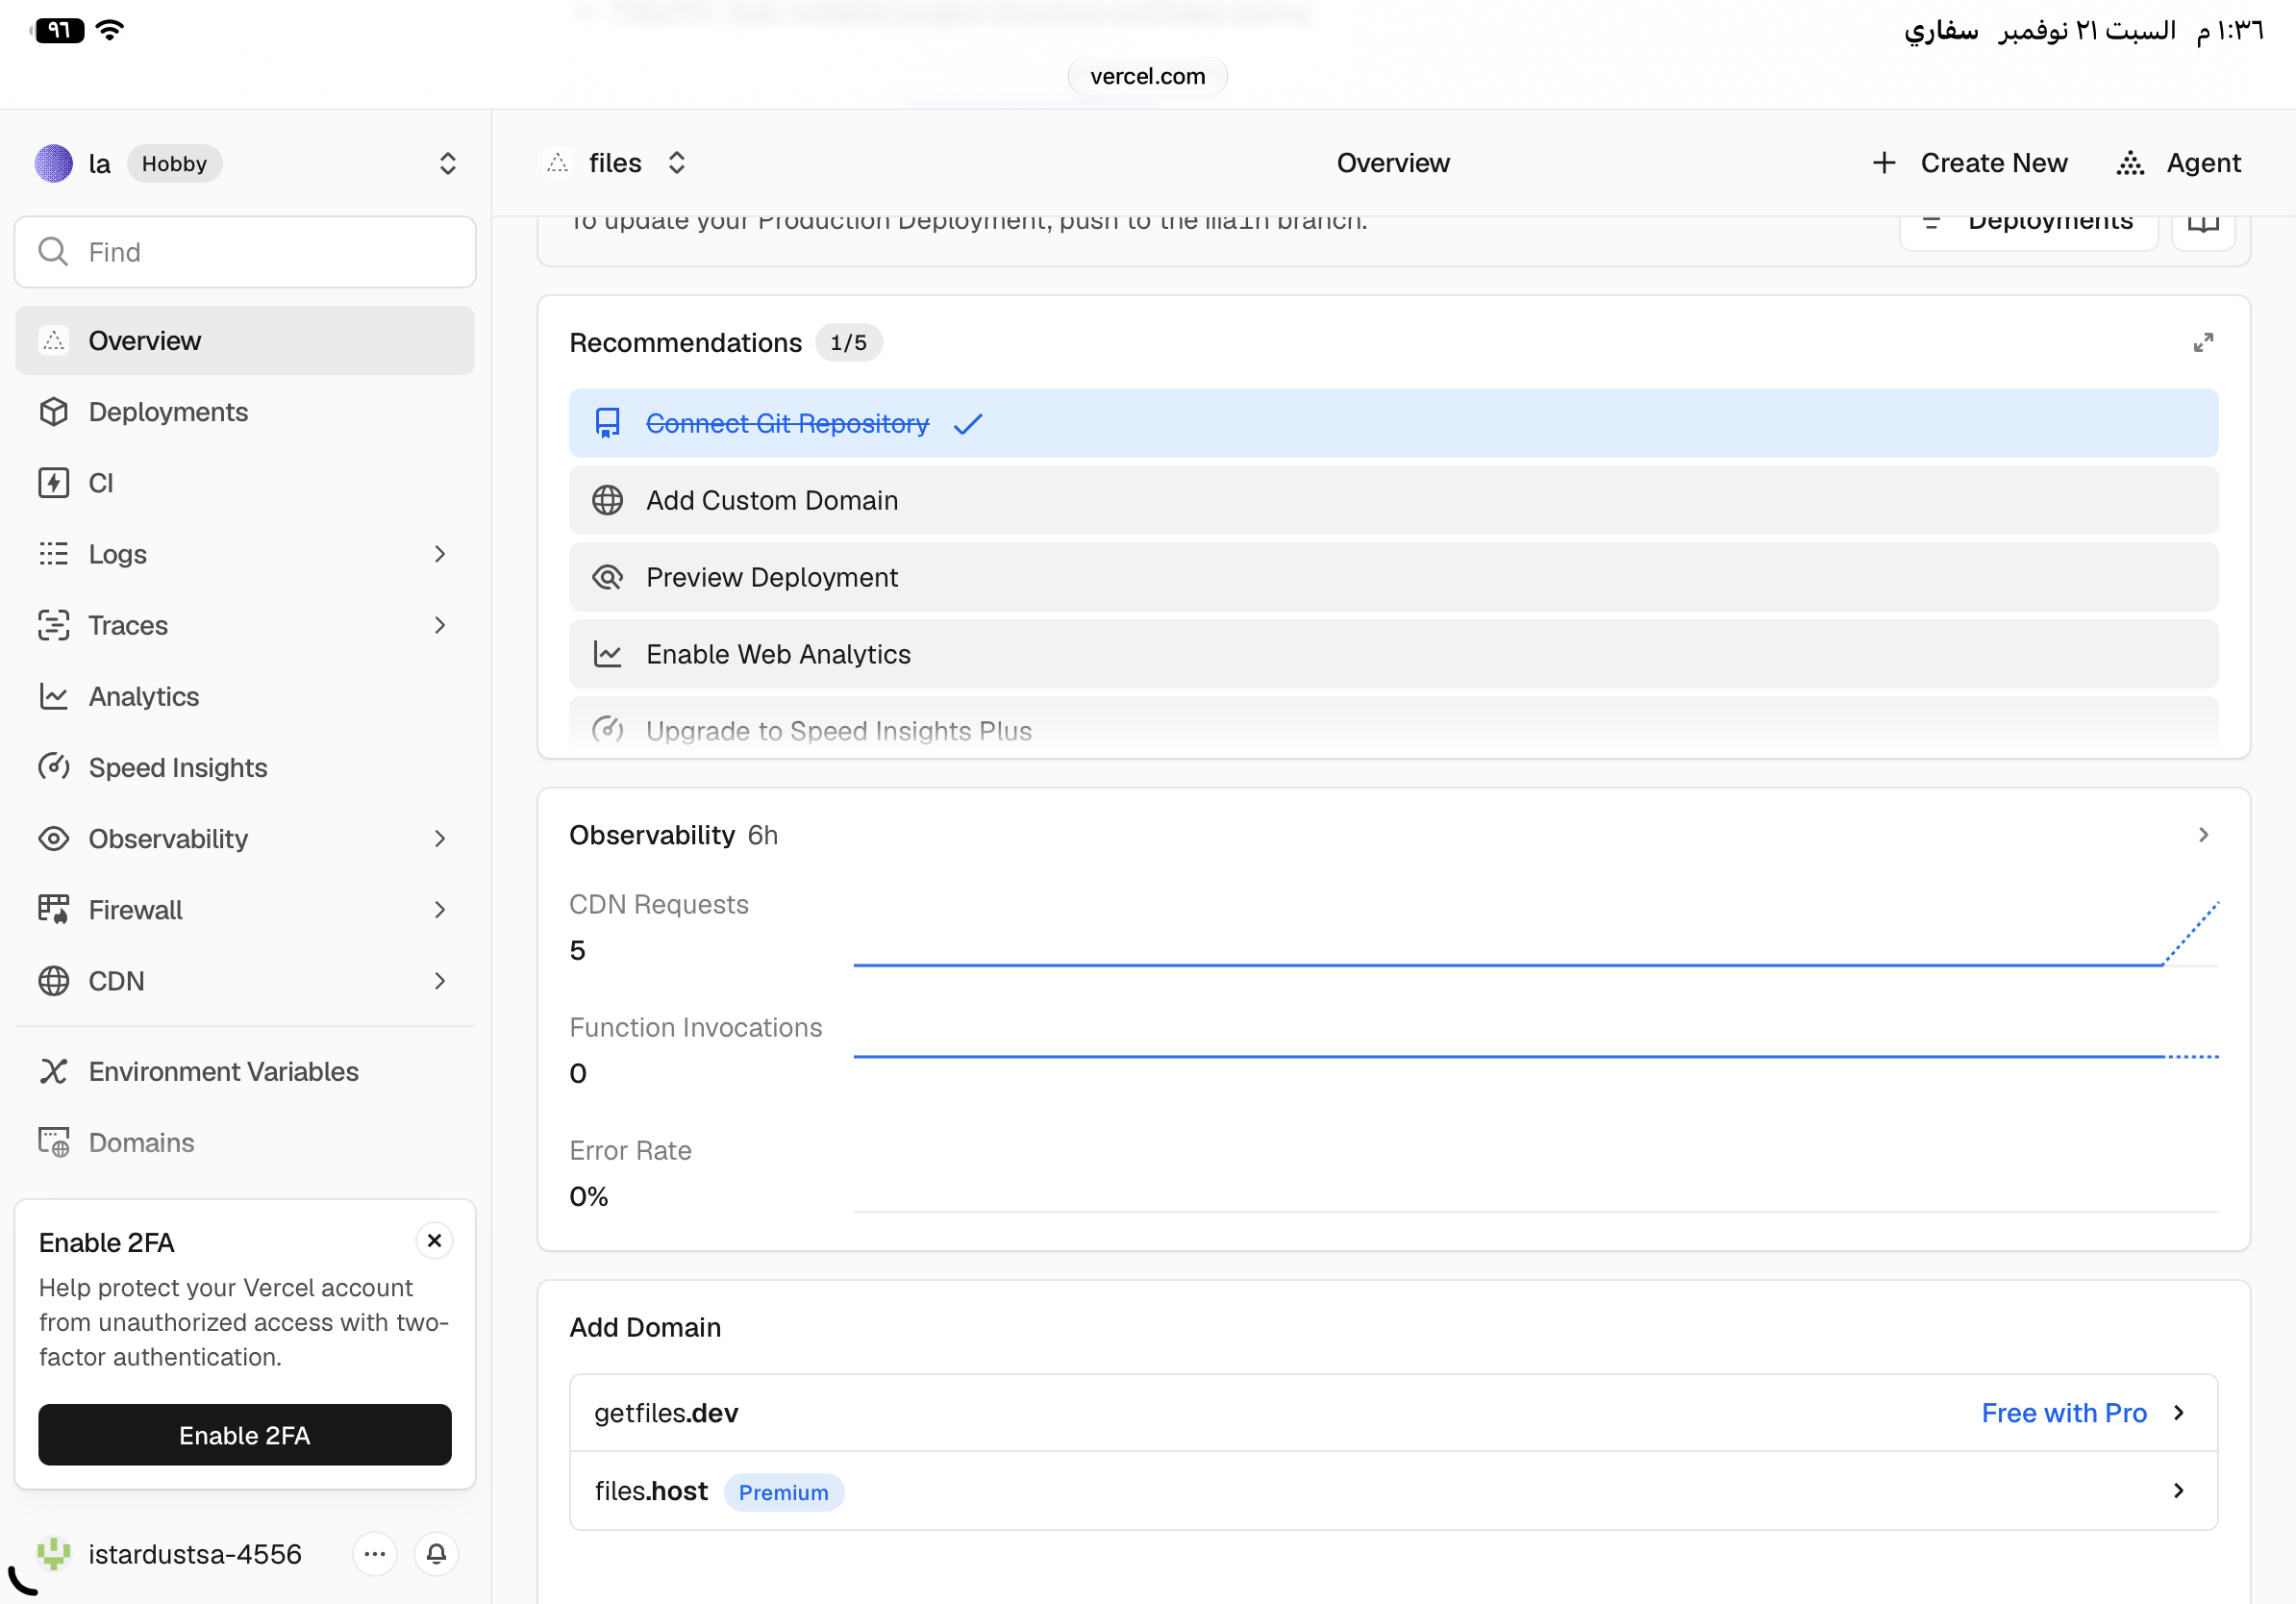 ١:٣٦ م السبت ٢١ نوفمبر سفاري
٩٦
vercel.com
la Hobby
files
Overview
Create New
Agent
Find
Overview
Deployments
CI
Logs
Traces
Analytics
Speed Insights
Observability
Firewall
CDN
Environment Variables
Domains
Enable 2FA
Help protect your Vercel account
from unauthorized access with two-
factor authentication.
Enable 2FA
istardustsa-4556
To update your Production Deployment, push to the main branch.
Deployments
Recommendations 1/5
Connect Git Repository
Add Custom Domain
Preview Deployment
Enable Web Analytics
Upgrade to Speed Insights Plus
Observability 6h
CDN Requests
5
Function Invocations
0
Error Rate
0%
Add Domain
getfiles.dev
Free with Pro
files.host Premium